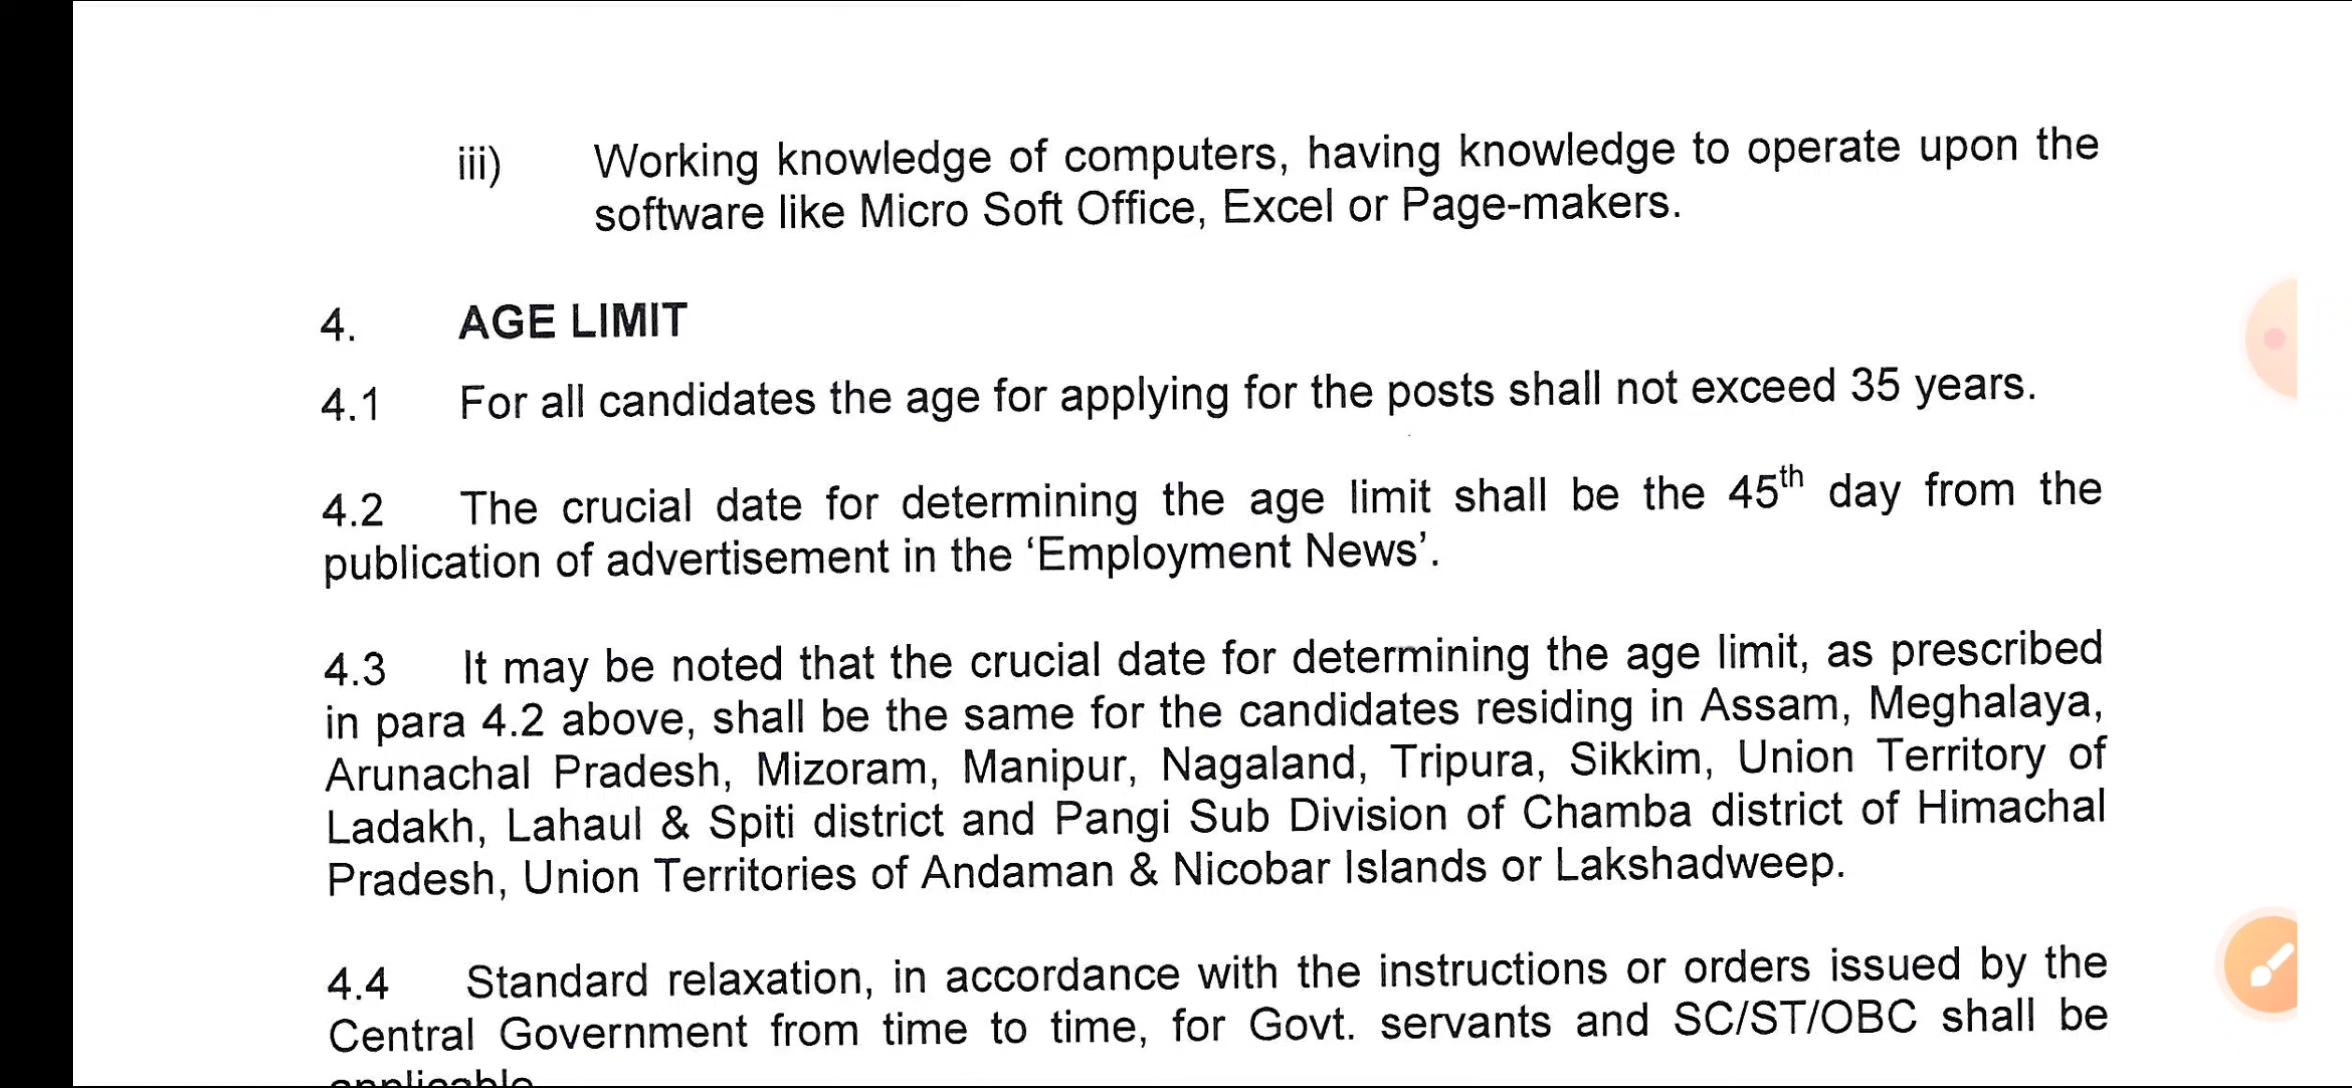 iii) Working knowledge of computers, having knowledge to operate upon the
software like Micro Soft Office, Excel or Page-makers.
4. AGE LIMIT
4.1 For all candidates the age for applying for the posts shall not exceed 35 years.
4.2 The crucial date for determining the age limit shall be the 45th day from the
publication of advertisement in the ‘Employment News’.
4.3 It may be noted that the crucial date for determining the age limit, as prescribed
in para 4.2 above, shall be the same for the candidates residing in Assam, Meghalaya,
Arunachal Pradesh, Mizoram, Manipur, Nagaland, Tripura, Sikkim, Union Territory of
Ladakh, Lahaul & Spiti district and Pangi Sub Division of Chamba district of Himachal
Pradesh, Union Territories of Andaman & Nicobar Islands or Lakshadweep.
4.4 Standard relaxation, in accordance with the instructions or orders issued by the
Central Government from time to time, for Govt. servants and SC/ST/OBC shall be
applicable